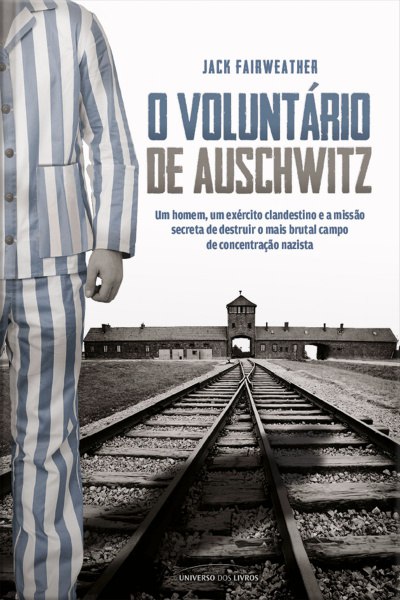 JACK FAIRWEATHER
O VOLUNTÁRIO
DE AUSCHWITZ
Um homem, um exército clandestino e a missão
secreta de destruir o mais brutal campo
de concentração nazista
UNIVERSO DOS LIVROS